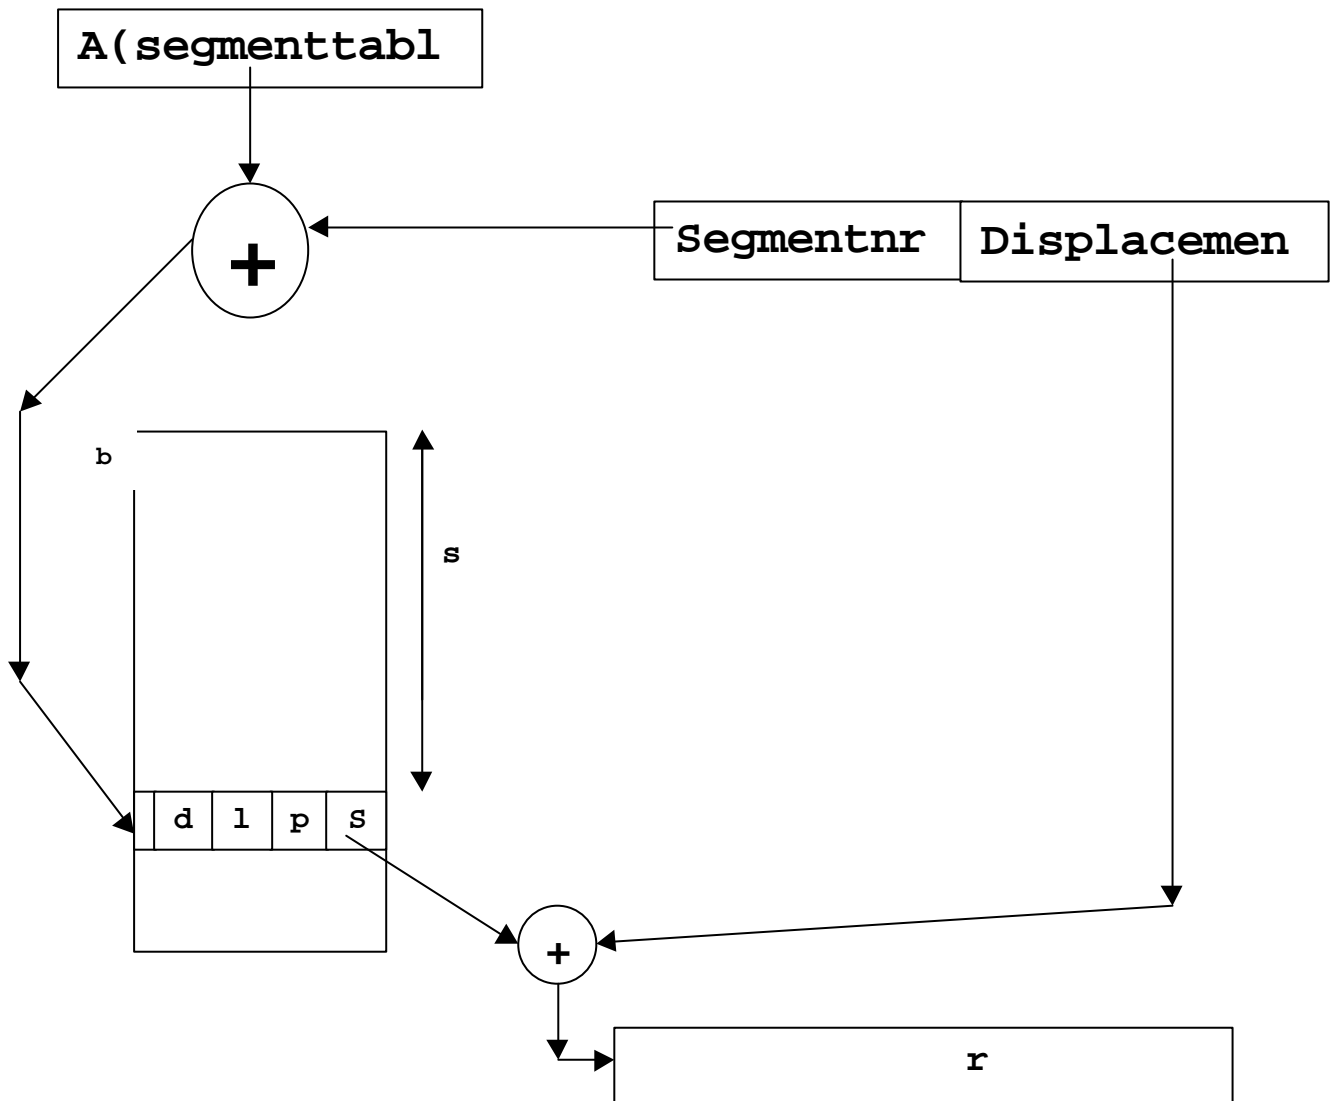 A(segmenttabl
+
Segmentnr Displacemen
b
s
d l p S
+
r